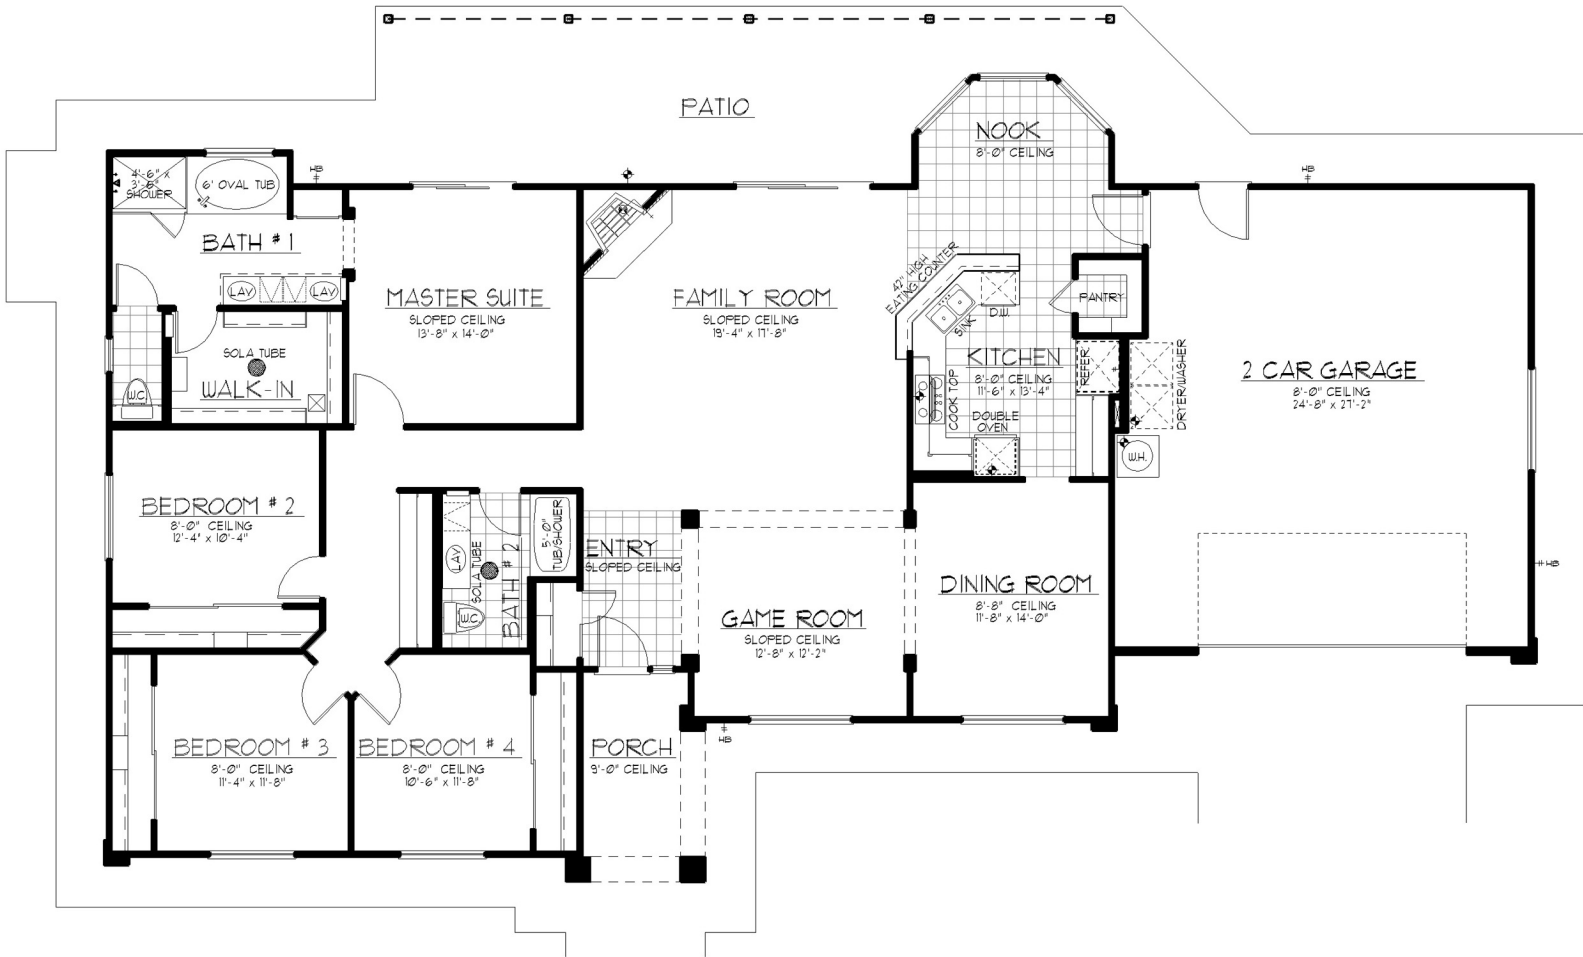 PATIO
NOOK
8'-0" CEILING
HB
HB
4'-6" x
3'-6"
SHOWER
6' OVAL TUB
BATH #1
LAY
LAY
MASTER SUITE
SLOPED CEILING
13'-8" x 14'-0"
FAMILY ROOM
SLOPED CEILING
19'-4" x 17'-8"
42" HIGH
EATING COUNTER
SINK
D.W.
PANTRY
KITCHEN
8'-0" CEILING
11'-6" x 13'-4"
COOK TOP
DOUBLE
OVEN
REFER
DRYER/WASHER
W.H.
2 CAR GARAGE
8'-0" CEILING
24'-8" x 27'-2"
SOLA TUBE
WALK-IN
W.C.
BEDROOM #2
8'-0" CEILING
12'-4" x 10'-4"
LAY
SOLA TUBE
W.C.
BATH #2
5'-0"
TUB/SHOWER
ENTRY
SLOPED CEILING
GAME ROOM
SLOPED CEILING
12'-8" x 12'-2"
DINING ROOM
8'-8" CEILING
11'-8" x 14'-0"
HB
BEDROOM #3
8'-0" CEILING
11'-4" x 11'-8"
BEDROOM #4
8'-0" CEILING
10'-6" x 11'-8"
PORCH
9'-0" CEILING
HB